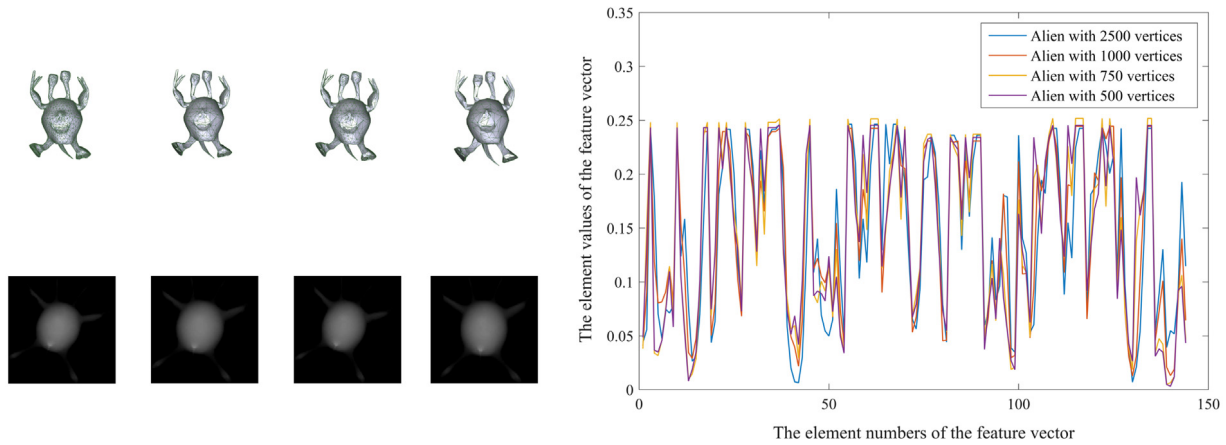 0.35
0.3
0.25
0.2
0.15
0.1
0.05
0
The element values of the feature vector
Alien with 2500 vertices
Alien with 1000 vertices
Alien with 750 vertices
Alien with 500 vertices
0 50 100 150
The element numbers of the feature vector